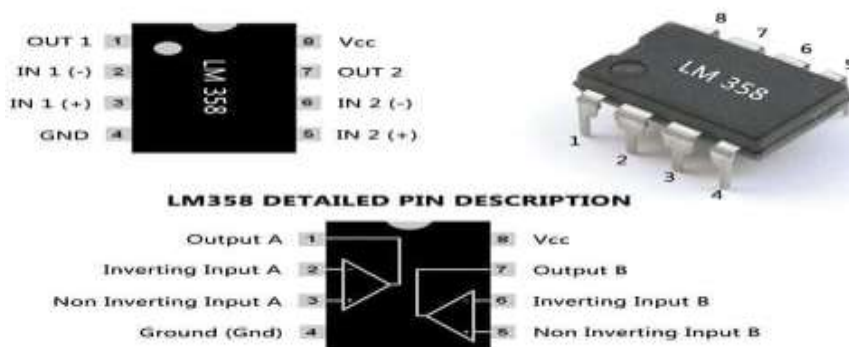 OUT 1 1 8 Vcc
IN 1 (-) 2 7 OUT 2
IN 1 (+) 3 6 IN 2 (-)
GND 4 5 IN 2 (+)
LM 358
8
7
6
5
LM 358
1
2
3
4
LM358 DETAILED PIN DESCRIPTION
Output A 1 8 Vcc
Inverting Input A 2 7 Output B
Non Inverting Input A 3 6 Inverting Input B
Ground (Gnd) 4 5 Non Inverting Input B